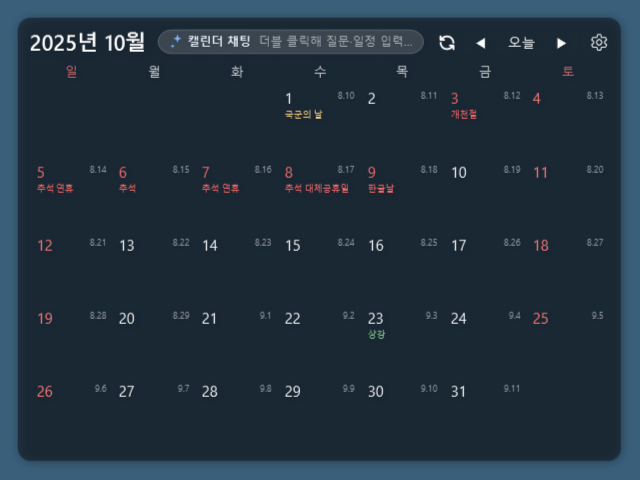 2025년 10월 캘린더 채팅 더블 클릭해 질문·일정 입력... 오늘
일 월 화 수 목 금 토
1 8.10 2 8.11 3 8.12 4 8.13
국군의 날 개천절
5 8.14 6 8.15 7 8.16 8 8.17 9 8.18 10 8.19 11 8.20
추석 연휴 추석 추석 연휴 추석 대체공휴일 한글날
12 8.21 13 8.22 14 8.23 15 8.24 16 8.25 17 8.26 18 8.27
19 8.28 20 8.29 21 9.1 22 9.2 23 9.3 24 9.4 25 9.5
상강
26 9.6 27 9.7 28 9.8 29 9.9 30 9.10 31 9.11